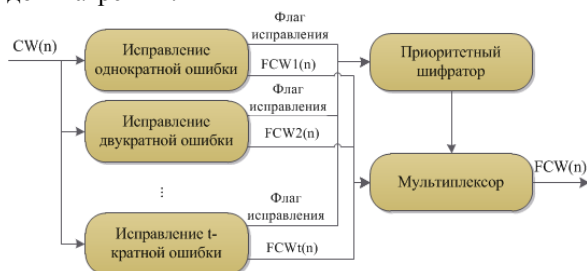 CW(n)
Исправление
однократной ошибки
Флаг
исправления
FCW1(n)
Флаг
исправления
Исправление
двукратной ошибки
FCW2(n)
...
Флаг
исправления
Исправление t-
кратной ошибки
FCWt(n)
Приоритетный
шифратор
Мультиплексор
FCW(n)